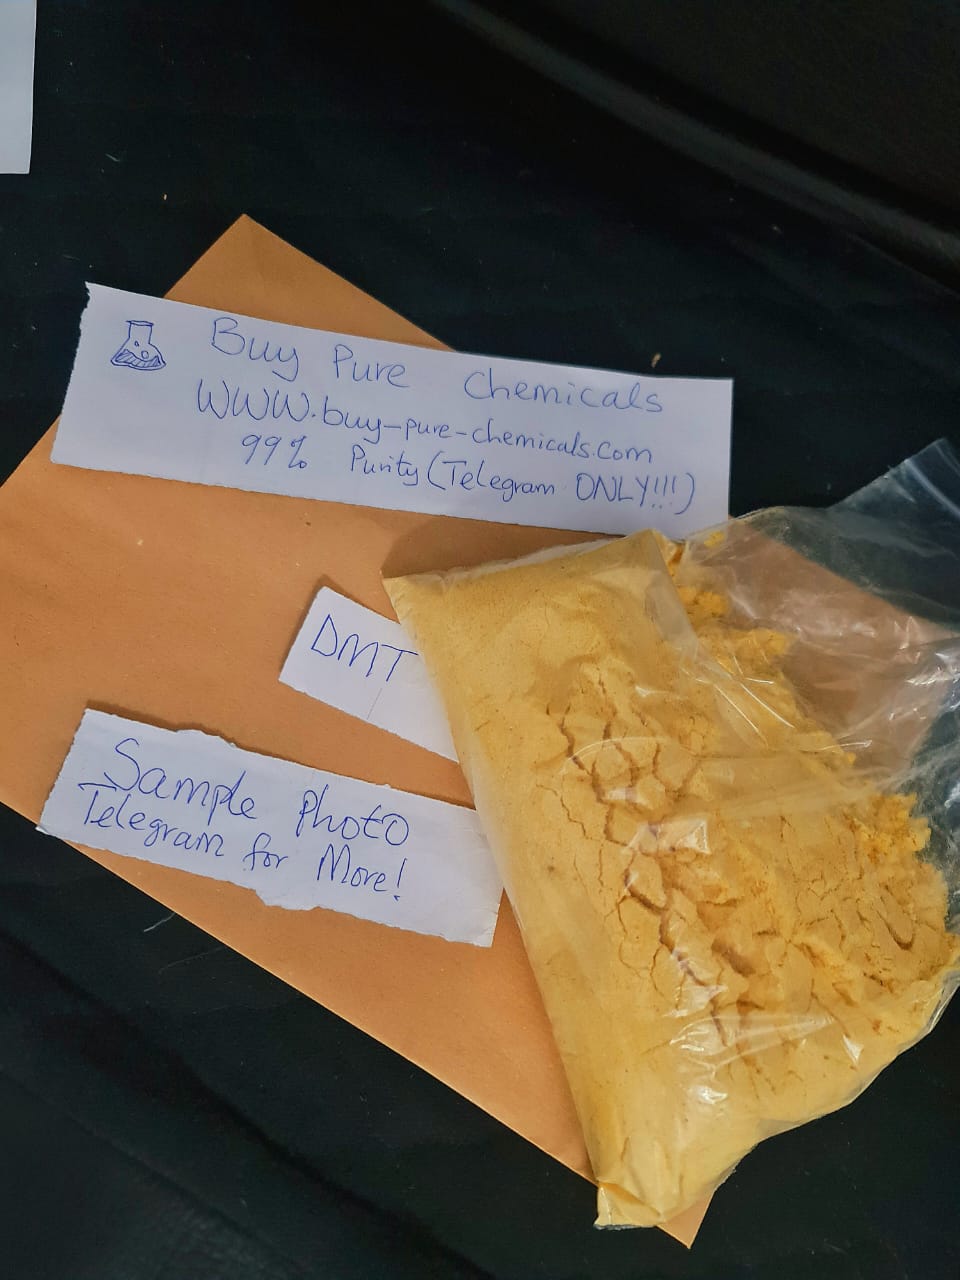 Buy Pure Chemicals
WWW.buy-pure-chemicals.com
99% Purity (Telegram ONLY!!!)
DMT
Sample Photo
Telegram for More!